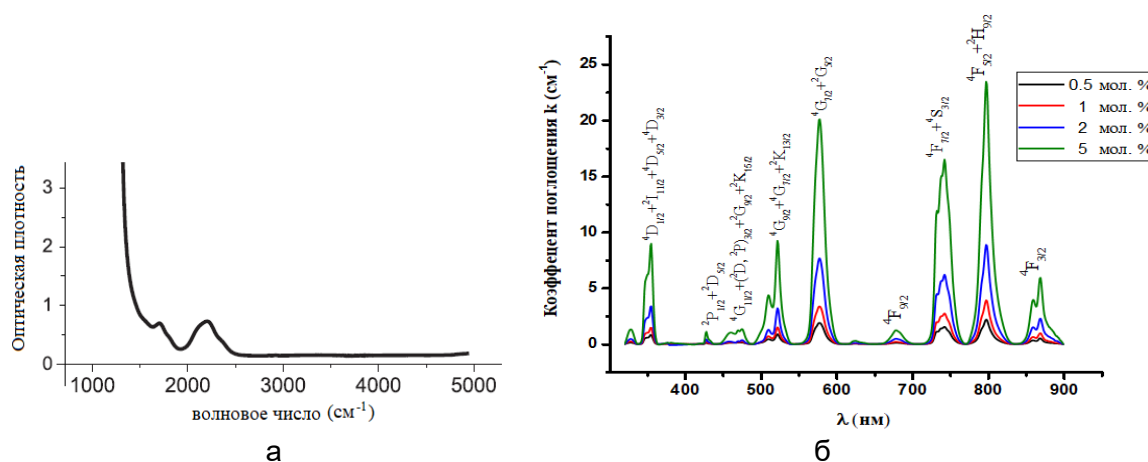 Оптическая плотность
3
2
1
0
1000 2000 3000 4000 5000
волновое число (см⁻¹)
а
Коэффецент поглощения k (см⁻¹)
25
20
15
10
5
0
⁴D₁/₂+²I₁₁/₂+⁴D₅/₂+⁴D₃/₂
²P₁/₂+²D₅/₂
⁴G₁₁/₂+(²D, ²P)₃/₂+²G₉/₂+²K₁₅/₂
⁴G₉/₂+⁴G₇/₂+²K₁₃/₂
⁴G₇/₂+²G₅/₂
⁴F₉/₂
⁴F₇/₂+⁴S₃/₂
⁴F₅/₂+²H₉/₂
⁴F₃/₂
0.5 мол. %
1 мол. %
2 мол. %
5 мол. %
400 500 600 700 800 900
λ (нм)
б